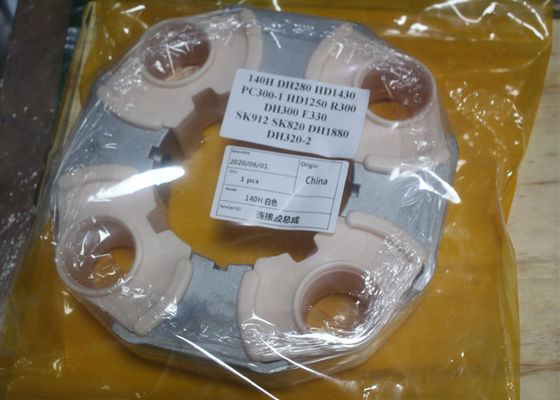 140H DH280 HD1430
PC300-1 HD1250 R300
DH300 E330
SK912 SK820 DH1880
DH320-2
2020/06/01
Origin
1 pcs
China
140H 白色
连接胶总成